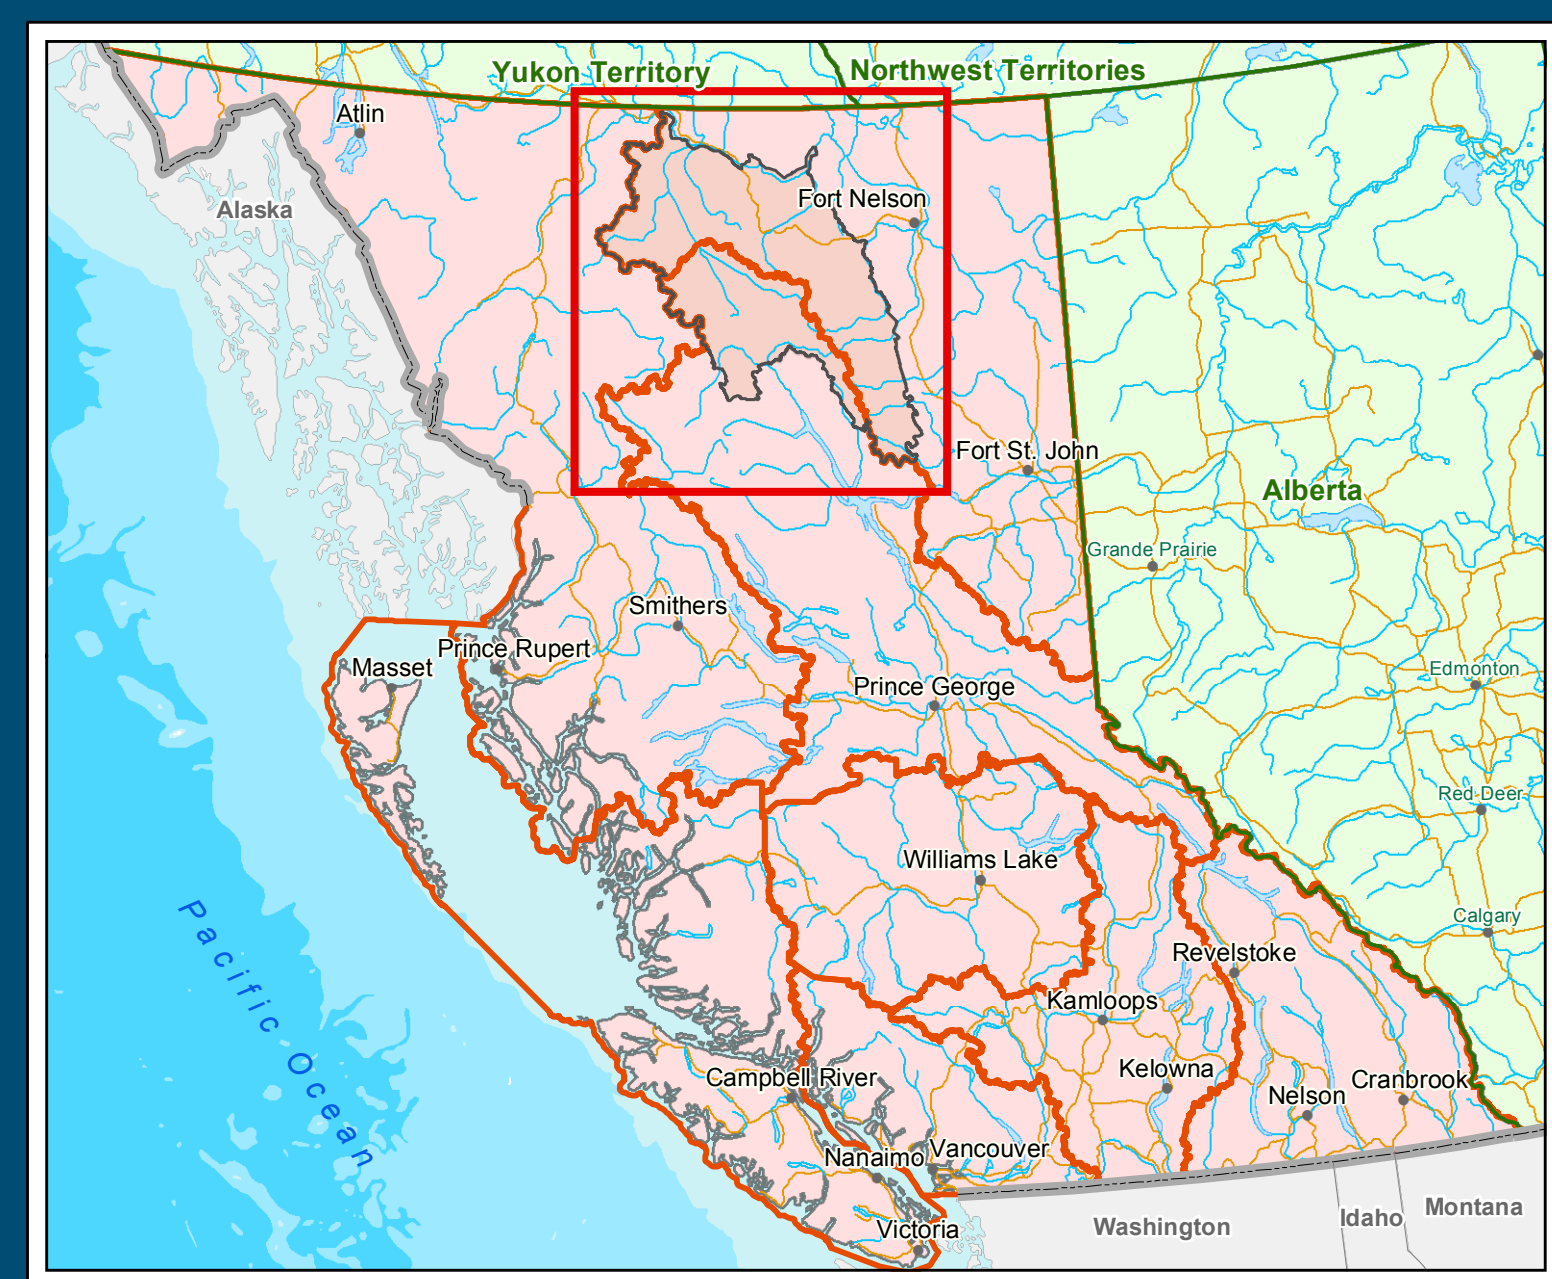 Yukon Territory
Northwest Territories
Atlin
Alaska
Fort Nelson
Fort St. John
Alberta
Grande Prairie
Smithers
Prince Rupert
Masset
Edmonton
Prince George
Red Deer
Williams Lake
Calgary
Pacific Ocean
Revelstoke
Kamloops
Kelowna
Campbell River
Cranbrook
Nelson
Vancouver
Nanaimo
Victoria
Washington
Idaho
Montana